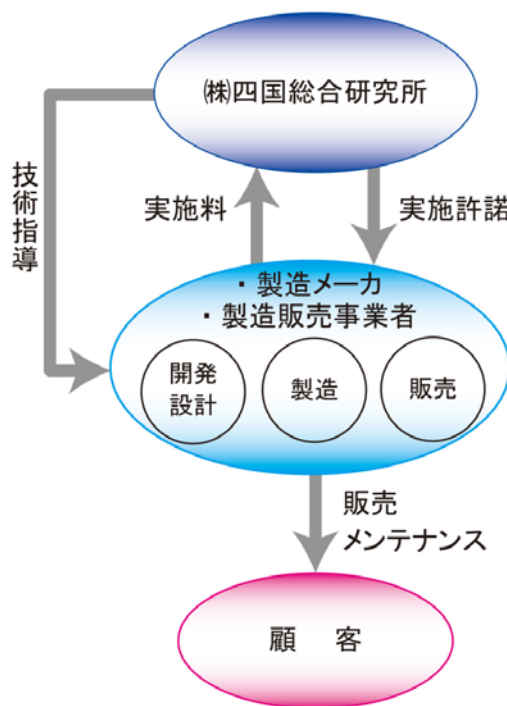 ㈱四国総合研究所
技術指導
実施料
実施許諾
・製造メーカ
・製造販売事業者
開発
設計
製造
販売
販売
メンテナンス
顧 客